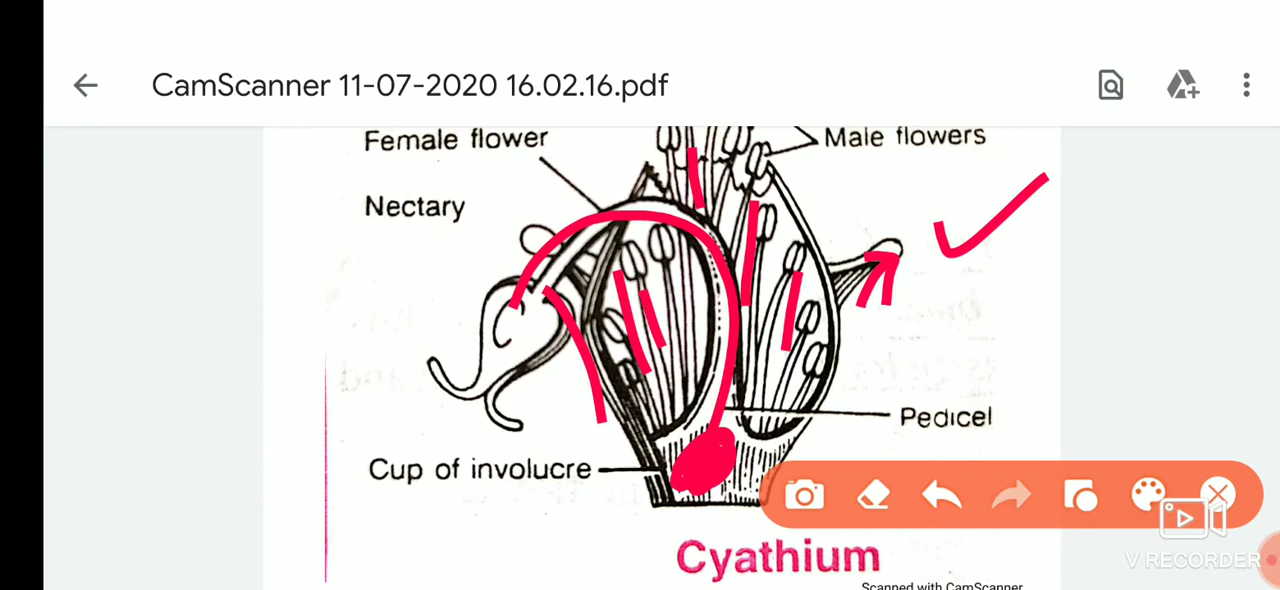 CamScanner 11-07-2020 16.02.16.pdf
Female flower
Male flowers
Nectary
Pedicel
Cup of involucre
V RECORDER
Cyathium
Scanned with CamScanner